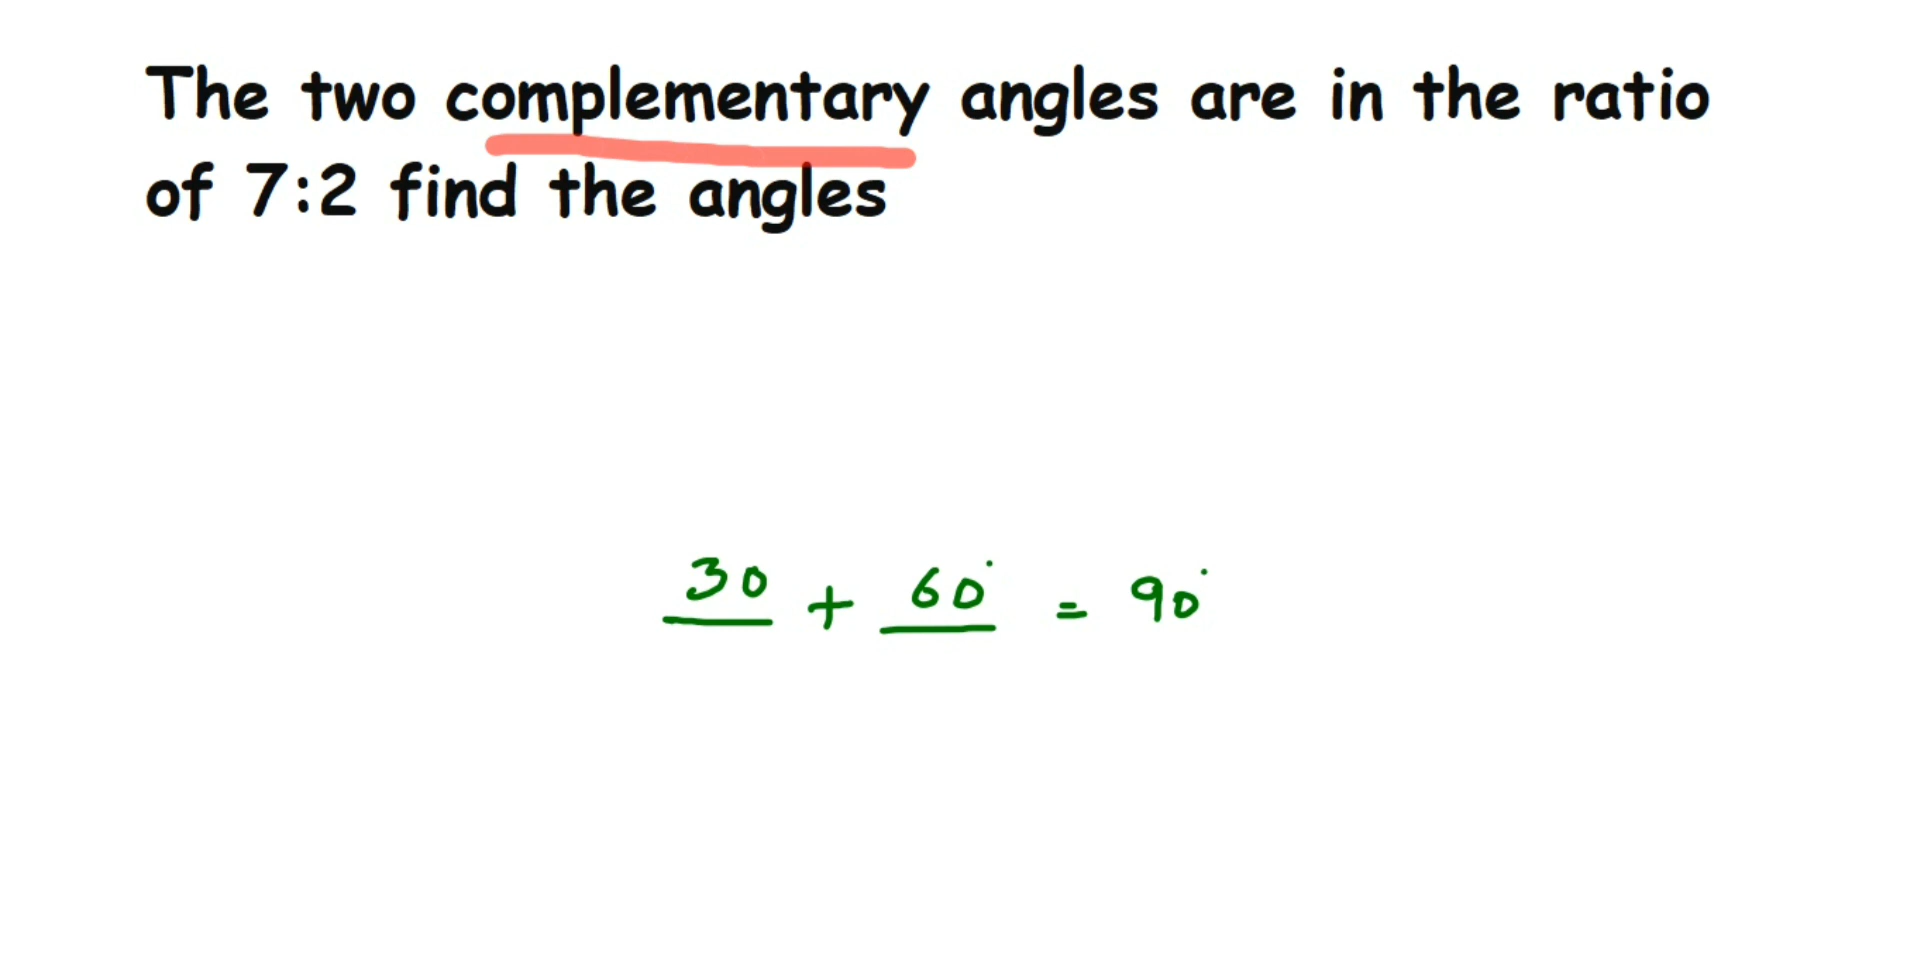 The two complementary angles are in the ratio
of 7:2 find the angles
30 + 60° = 90°